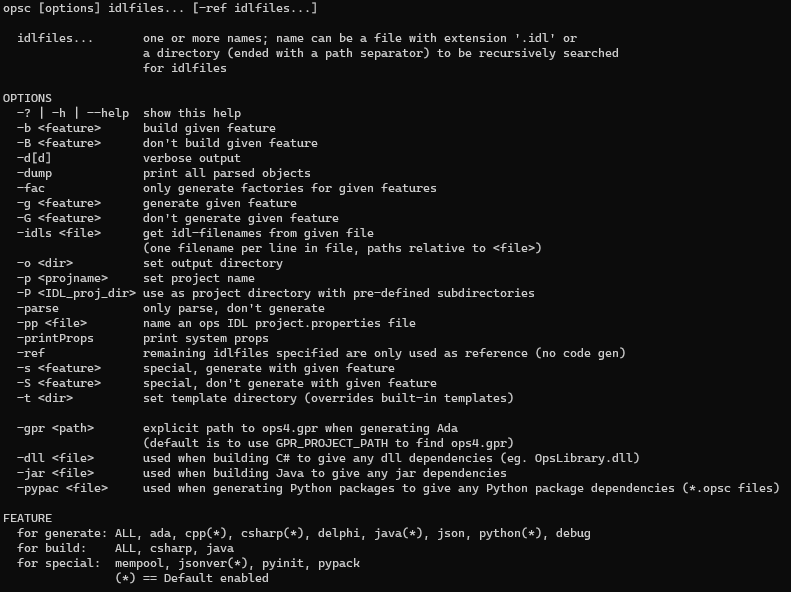 opsc [options] idlfiles... [-ref idlfiles...]

  idlfiles...       one or more names; name can be a file with extension '.idl' or
                    a directory (ended with a path separator) to be recursively searched
                    for idlfiles

OPTIONS
  -? | -h | --help  show this help
  -b <feature>      build given feature
  -B <feature>      don't build given feature
  -d[d]             verbose output
  -dump             print all parsed objects
  -fac              only generate factories for given features
  -g <feature>      generate given feature
  -G <feature>      don't generate given feature
  -idls <file>      get idl-filenames from given file
                    (one filename per line in file, paths relative to <file>)
  -o <dir>          set output directory
  -p <projname>     set project name
  -P <IDL_proj_dir> use as project directory with pre-defined subdirectories
  -parse            only parse, don't generate
  -pp <file>        name an ops IDL project.properties file
  -printProps       print system props
  -ref              remaining idlfiles specified are only used as reference (no code gen)
  -s <feature>      special, generate with given feature
  -S <feature>      special, don't generate with given feature
  -t <dir>          set template directory (overrides built-in templates)

  -gpr <path>       explicit path to ops4.gpr when generating Ada
                    (default is to use GPR_PROJECT_PATH to find ops4.gpr)
  -dll <file>       used when building C# to give any dll dependencies (eg. OpsLibrary.dll)
  -jar <file>       used when building Java to give any jar dependencies
  -pypac <file>     used when generating Python packages to give any Python package dependencies (*.opsc files)

FEATURE
  for generate: ALL, ada, cpp(*), csharp(*), delphi, java(*), json, python(*), debug
  for build:    ALL, csharp, java
  for special:  mempool, jsonver(*), pyinit, pypack
                (*) == Default enabled